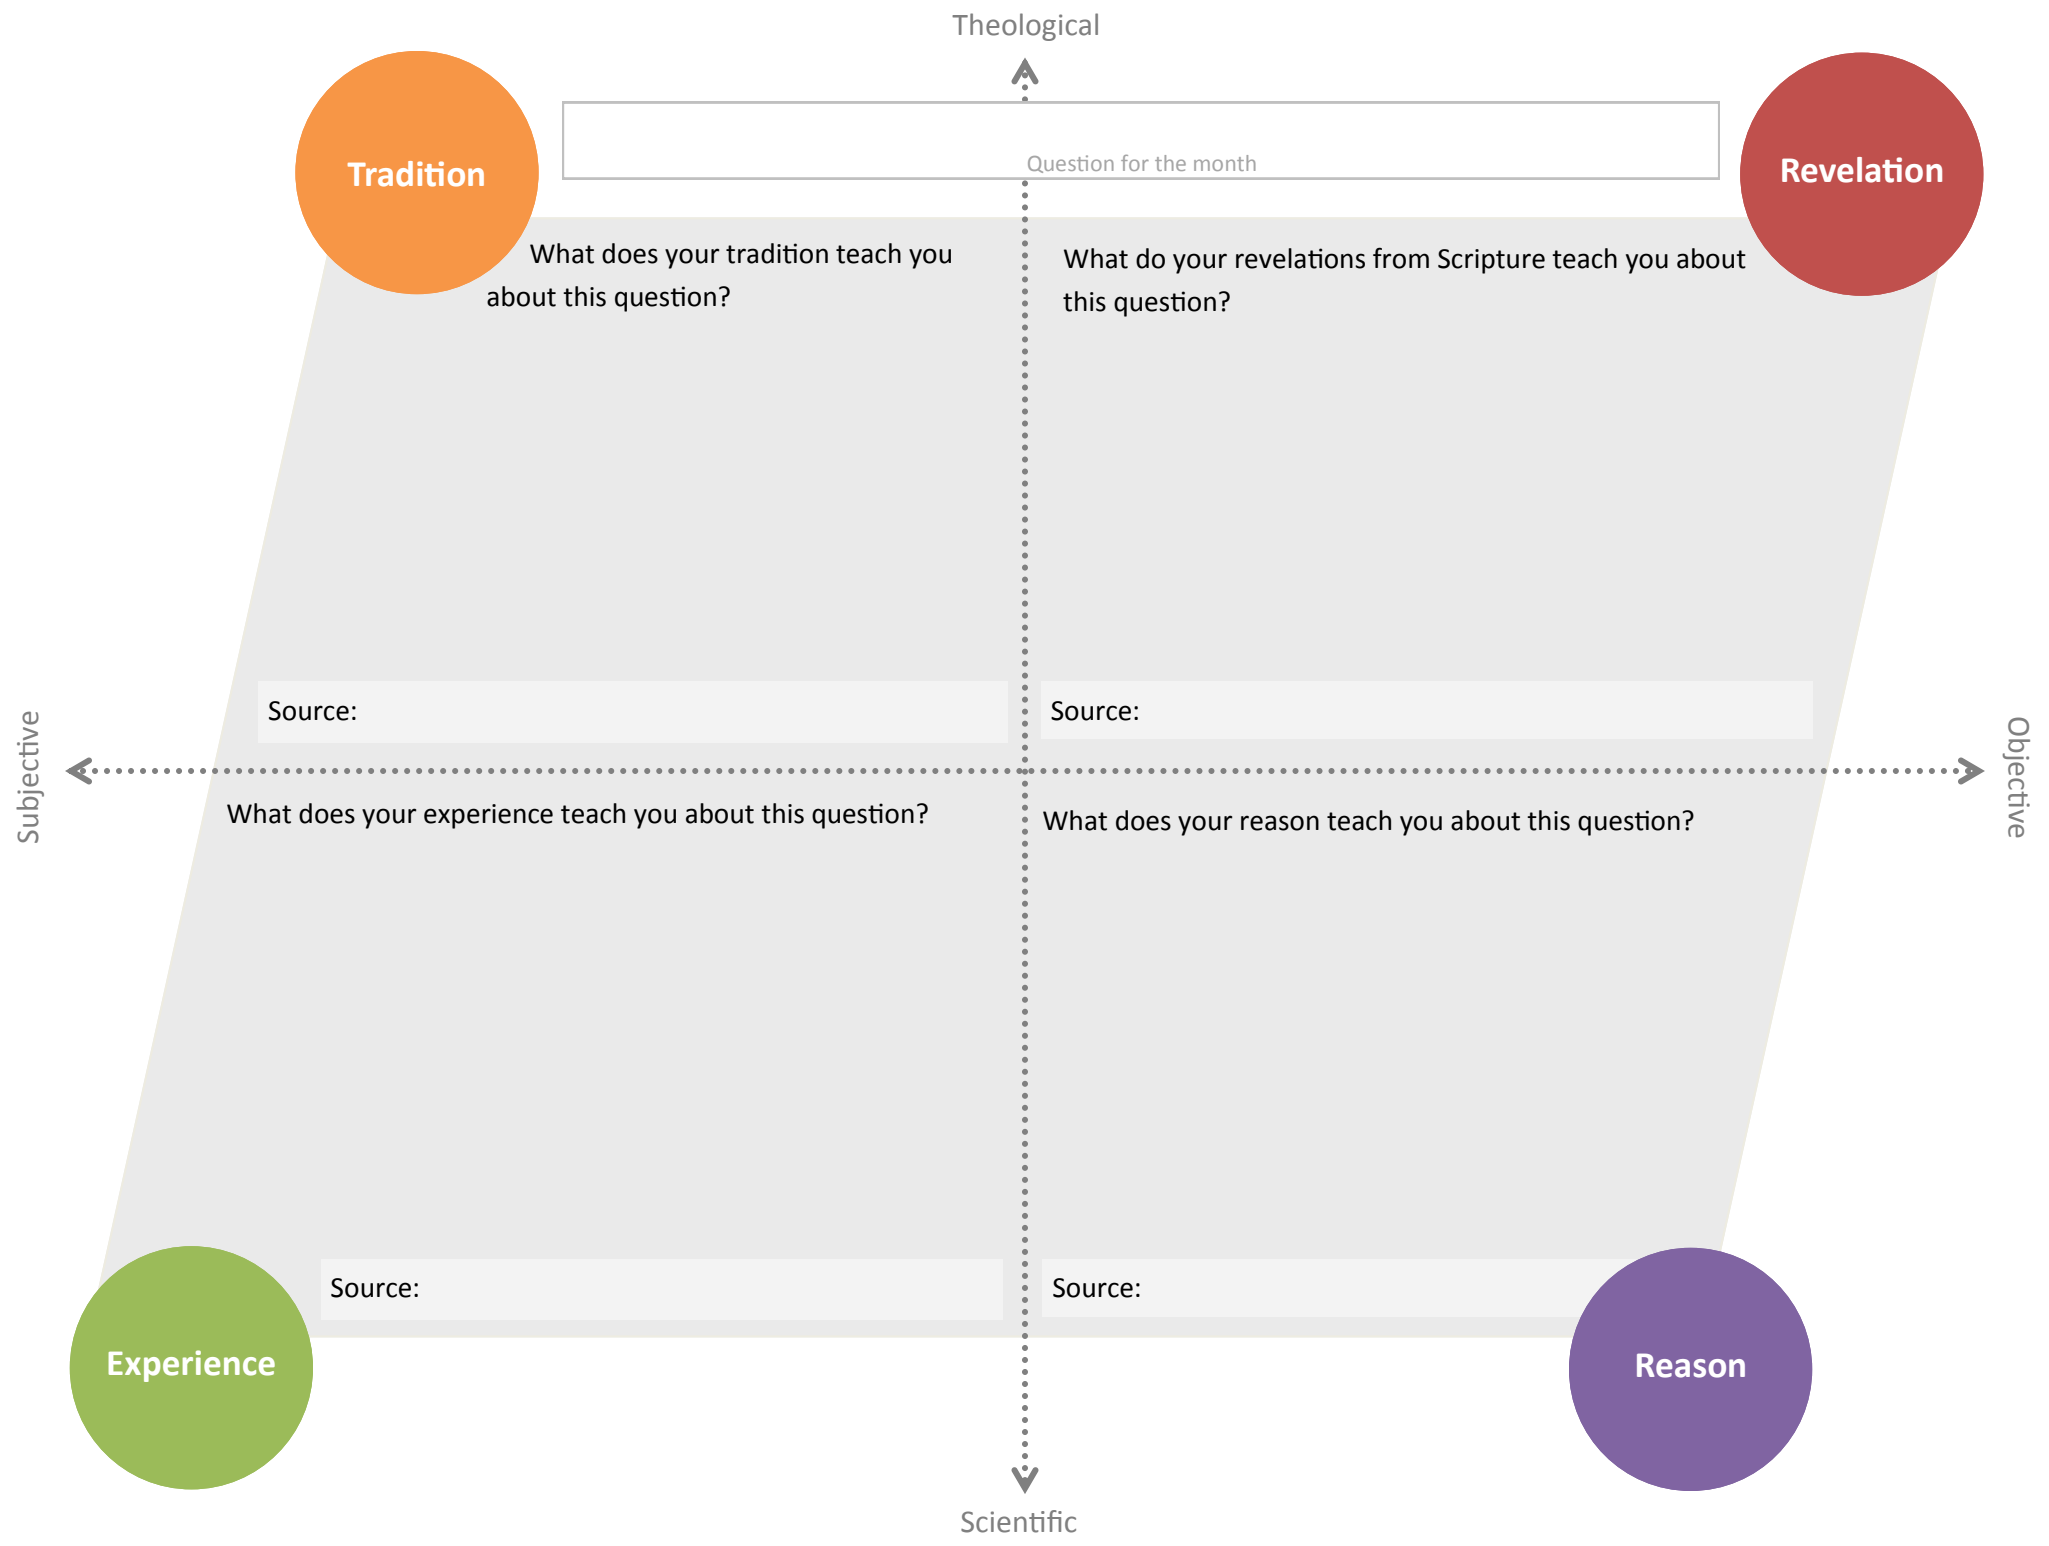 Theological
Tradition
Question for the month
Revelation
What does your tradition teach you
about this question?
What do your revelations from Scripture teach you about
this question?
Source:
Source:
Subjective
Objective
What does your experience teach you about this question?
What does your reason teach you about this question?
Source:
Source:
Experience
Reason
Scientific